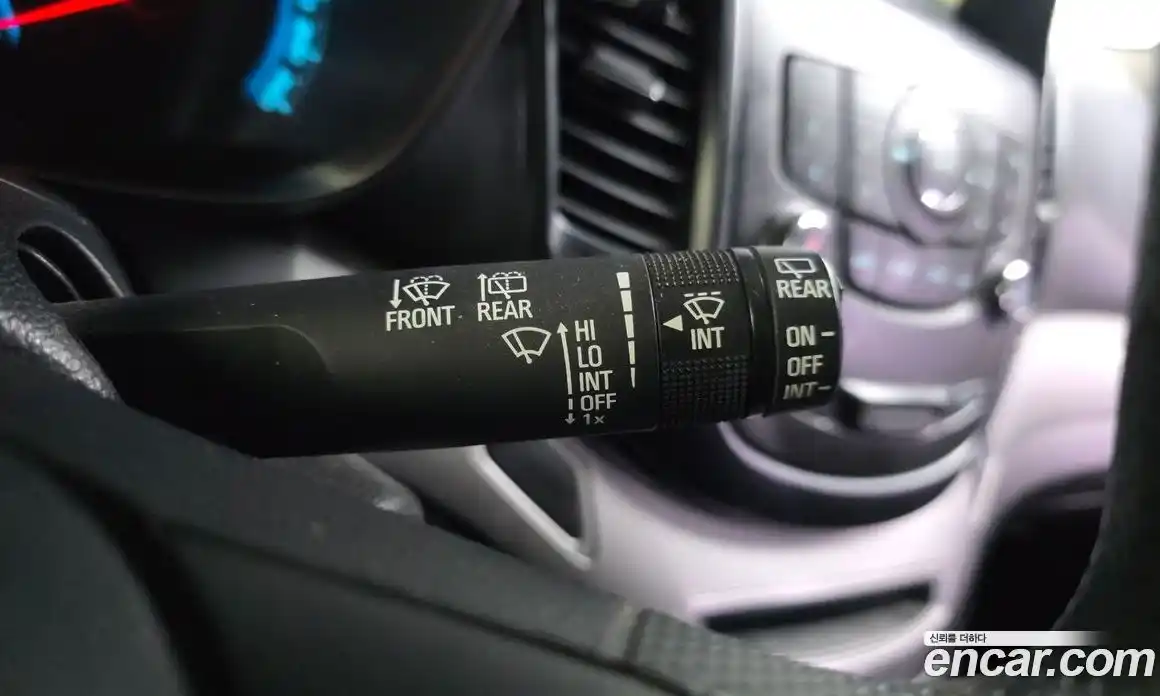 FRONT
REAR
HI
LO
INT
OFF
1x
INT
REAR
ON
OFF
INT
신뢰를 더하다
encar.com